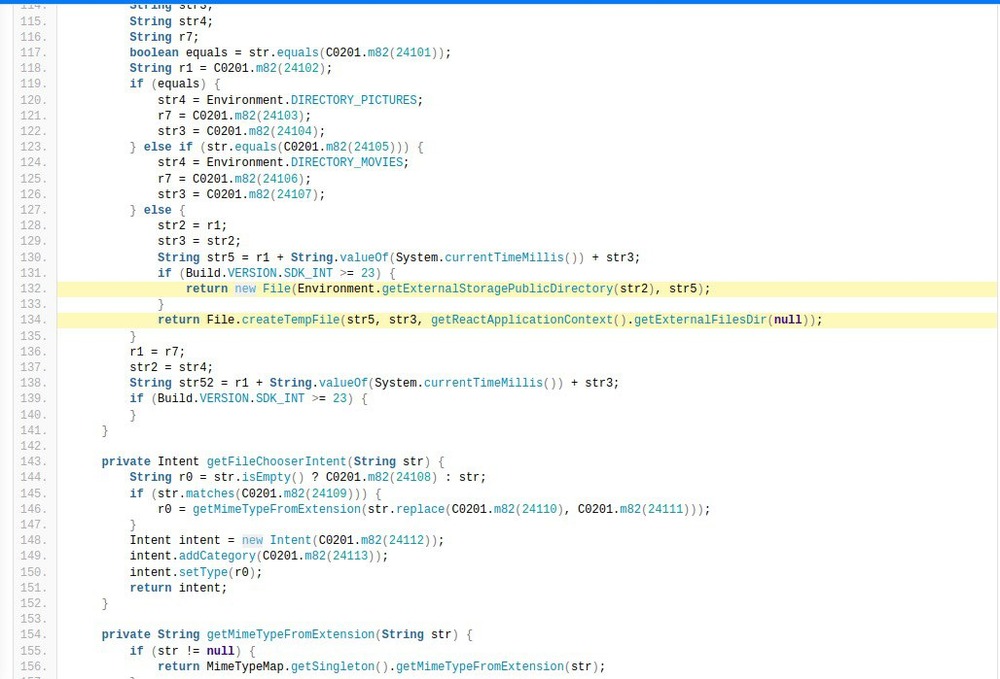 114. String str3;
115. String str4;
116. String r7;
117. boolean equals = str.equals(C0201.m82(24101));
118. String r1 = C0201.m82(24102);
119. if (equals) {
120. str4 = Environment.DIRECTORY_PICTURES;
121. r7 = C0201.m82(24103);
122. str3 = C0201.m82(24104);
123. } else if (str.equals(C0201.m82(24105))) {
124. str4 = Environment.DIRECTORY_MOVIES;
125. r7 = C0201.m82(24106);
126. str3 = C0201.m82(24107);
127. } else {
128. str2 = r1;
129. str3 = str2;
130. String str5 = r1 + String.valueOf(System.currentTimeMillis()) + str3;
131. if (Build.VERSION.SDK_INT >= 23) {
132. return new File(Environment.getExternalStoragePublicDirectory(str2), str5);
133. }
134. return File.createTempFile(str5, str3, getReactApplicationContext().getExternalFilesDir(null));
135. }
136. r1 = r7;
137. str2 = str4;
138. String str52 = r1 + String.valueOf(System.currentTimeMillis()) + str3;
139. if (Build.VERSION.SDK_INT >= 23) {
140. }
141. }
142.
143. private Intent getFileChooserIntent(String str) {
144. String r0 = str.isEmpty() ? C0201.m82(24108) : str;
145. if (str.matches(C0201.m82(24109))) {
146. r0 = getMimeTypeFromExtension(str.replace(C0201.m82(24110), C0201.m82(24111)));
147. }
148. Intent intent = new Intent(C0201.m82(24112));
149. intent.addCategory(C0201.m82(24113));
150. intent.setType(r0);
151. return intent;
152. }
153.
154. private String getMimeTypeFromExtension(String str) {
155. if (str != null) {
156. return MimeTypeMap.getSingleton().getMimeTypeFromExtension(str);
157. }